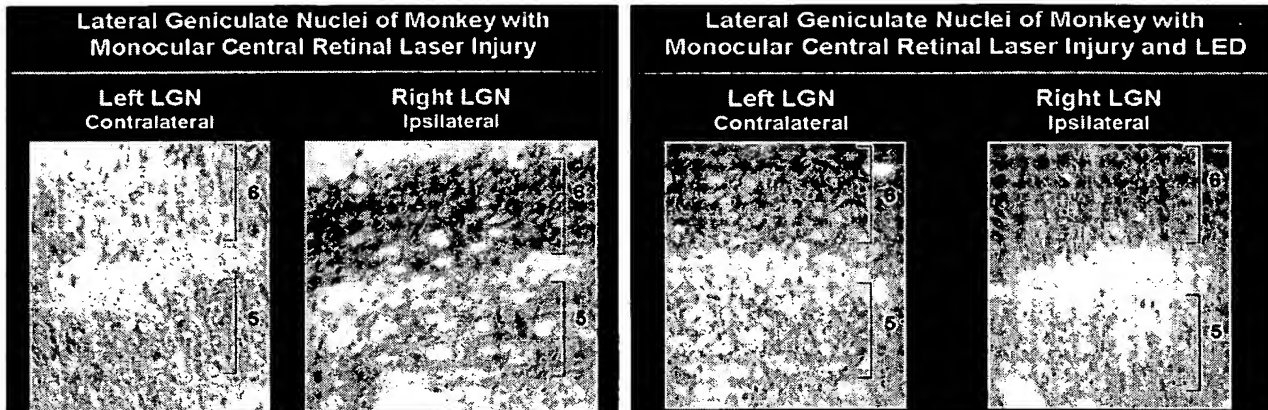 Lateral Geniculate Nuclei of Monkey with
Monocular Central Retinal Laser Injury
Left LGN
Contralateral
Right LGN
Ipsilateral
6
5
6
5
Lateral Geniculate Nuclei of Monkey with
Monocular Central Retinal Laser Injury and LED
Left LGN
Contralateral
Right LGN
Ipsilateral
6
5
6
5